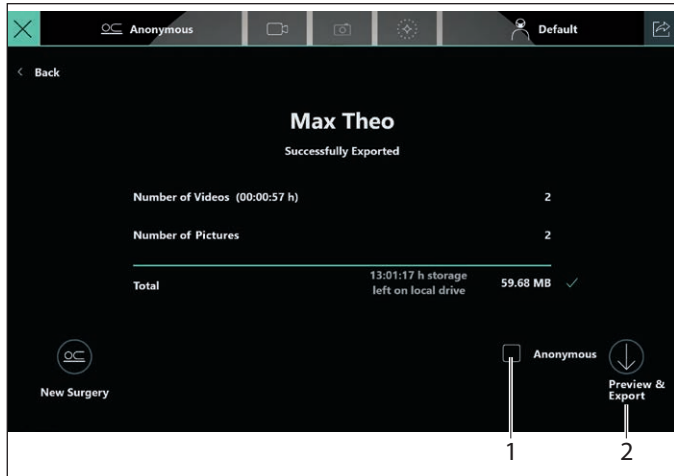 Anonymous Default
Back
Max Theo
Successfully Exported
Number of Videos (00:00:57 h) 2
Number of Pictures 2
Total 13:01:17 h storage left on local drive 59.68 MB
Anonymous
New Surgery
Preview &
Export
1 2